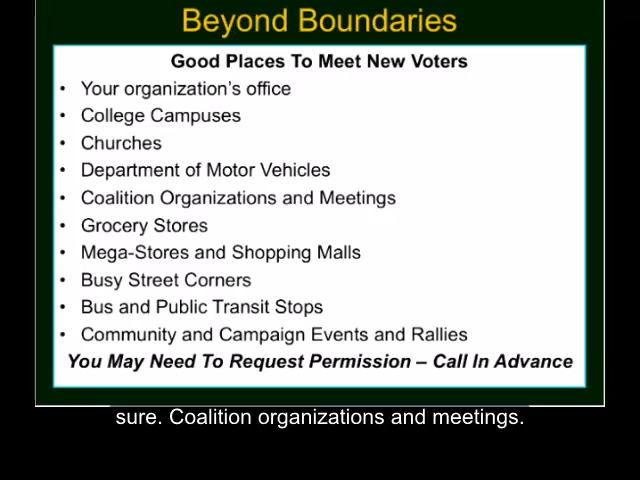 Beyond Boundaries
Good Places To Meet New Voters
• Your organization's office
• College Campuses
• Churches
• Department of Motor Vehicles
• Coalition Organizations and Meetings
• Grocery Stores
• Mega-Stores and Shopping Malls
• Busy Street Corners
• Bus and Public Transit Stops
• Community and Campaign Events and Rallies
You May Need To Request Permission – Call In Advance
sure. Coalition organizations and meetings.